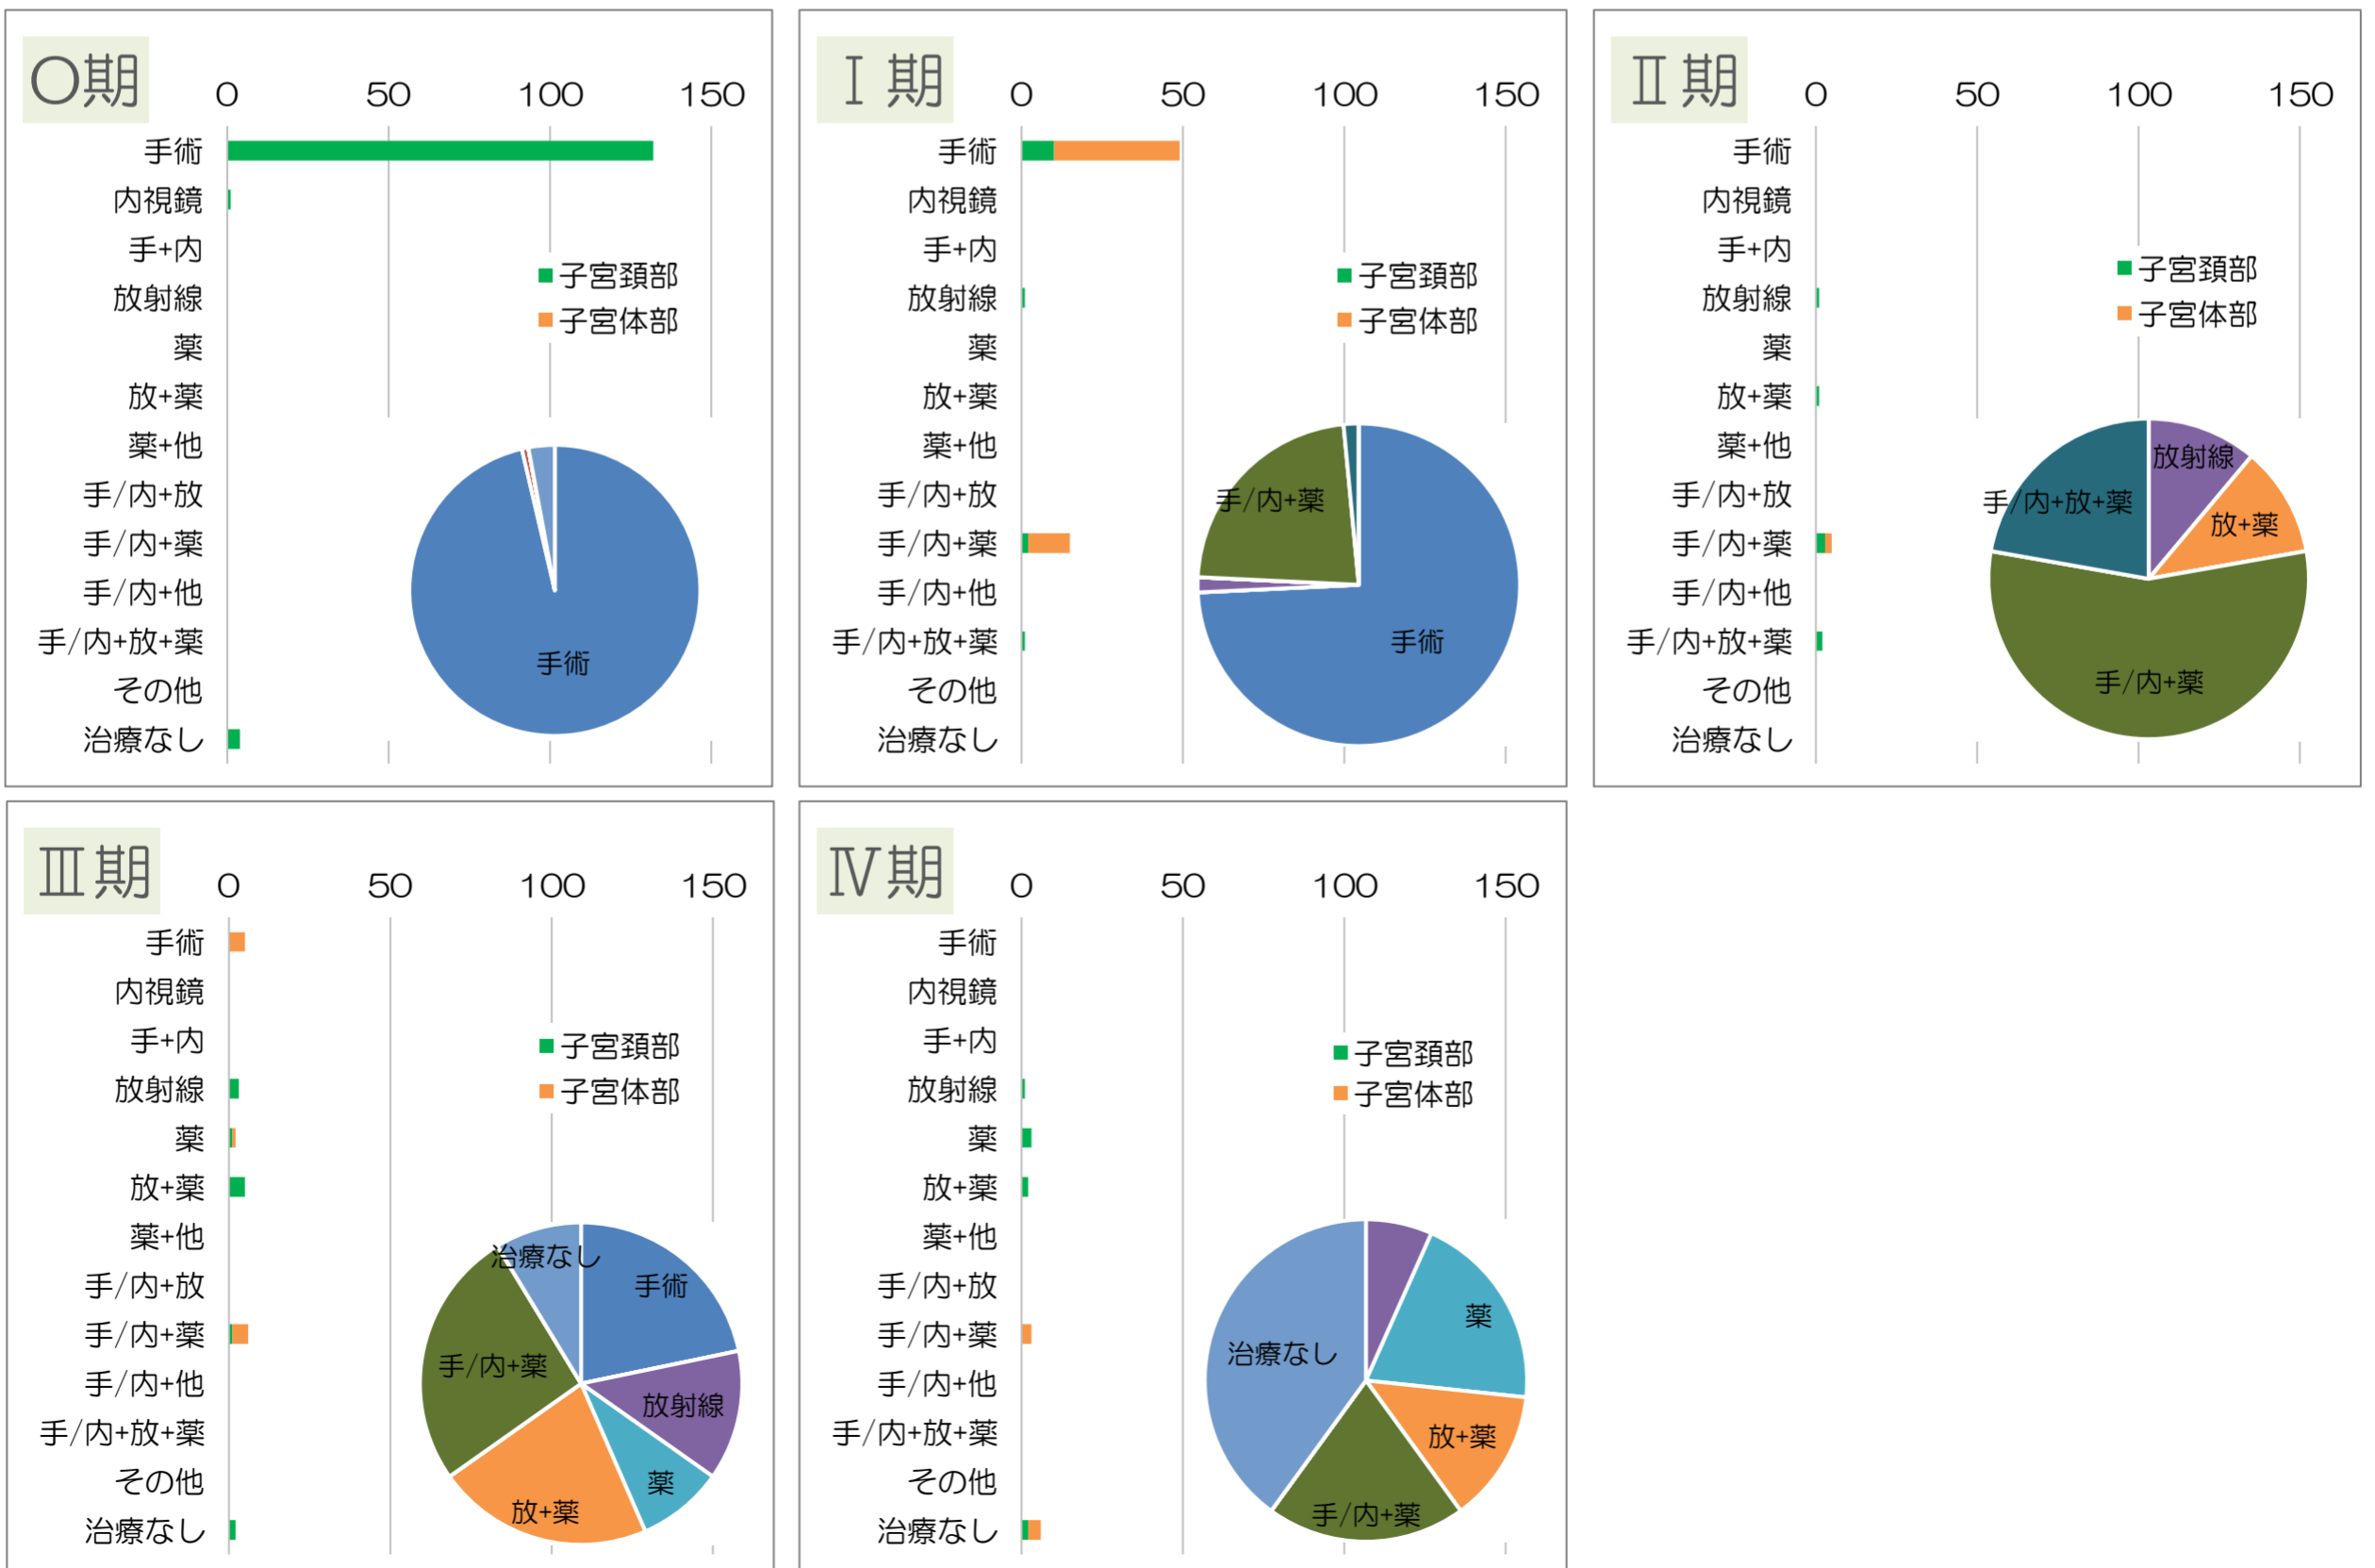 〇期
0 50 100 150
手術
内視鏡
手+内
放射線
薬
放+薬
薬+他
手/内+放
手/内+薬
手/内+他
手/内+放+薬
その他
治療なし
子宮頚部
子宮体部
手術
Ⅰ期
0 50 100 150
手術
内視鏡
手+内
放射線
薬
放+薬
薬+他
手/内+放
手/内+薬
手/内+他
手/内+放+薬
その他
治療なし
子宮頚部
子宮体部
手/内+薬
手術
Ⅱ期
0 50 100 150
手術
内視鏡
手+内
放射線
薬
放+薬
薬+他
手/内+放
手/内+薬
手/内+他
手/内+放+薬
その他
治療なし
子宮頚部
子宮体部
放射線
手/内+放+薬
放+薬
手/内+薬
Ⅲ期
0 50 100 150
手術
内視鏡
手+内
放射線
薬
放+薬
薬+他
手/内+放
手/内+薬
手/内+他
手/内+放+薬
その他
治療なし
子宮頚部
子宮体部
治療なし
手術
手/内+薬
放射線
薬
放+薬
Ⅳ期
0 50 100 150
手術
内視鏡
手+内
放射線
薬
放+薬
薬+他
手/内+放
手/内+薬
手/内+他
手/内+放+薬
その他
治療なし
子宮頚部
子宮体部
薬
治療なし
放+薬
手/内+薬